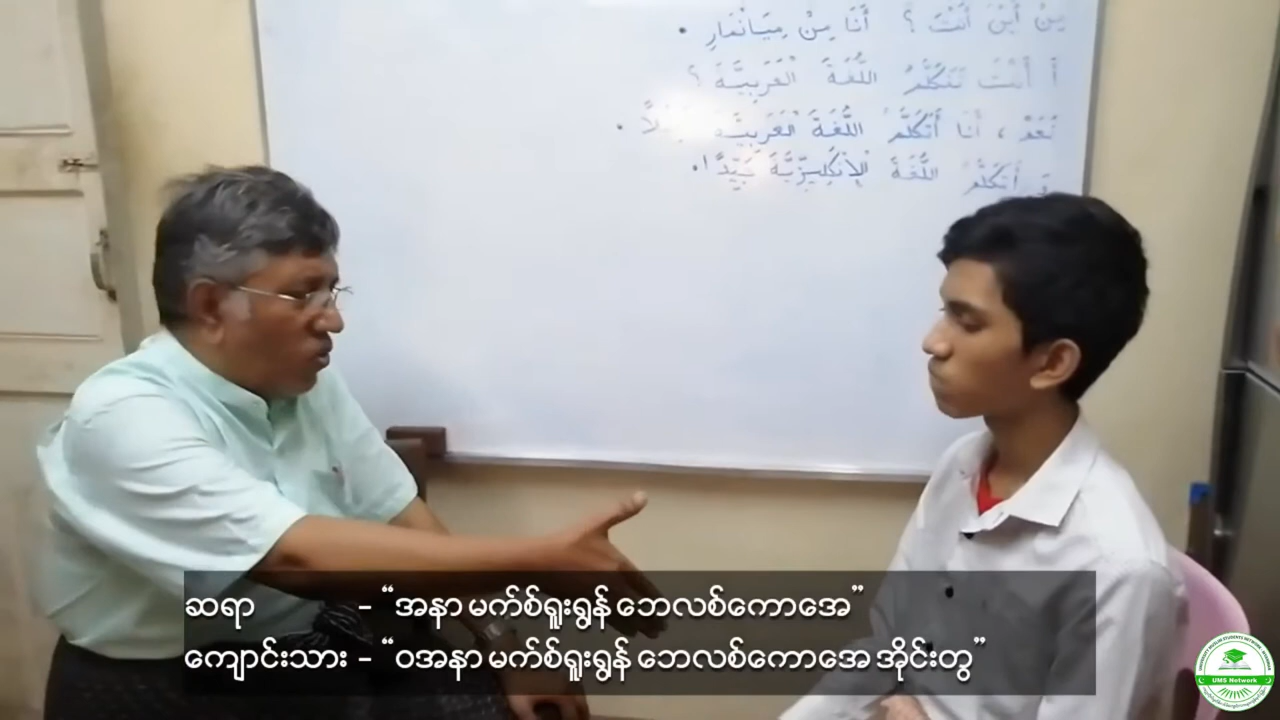 مِنْ أَيْنَ أَنْتَ ؟ أَنَا مِنْ مِيَانْمَارِ .
أَ أَنْتَ تَتَكَلَّمُ اللُّغَةَ الْعَرَبِيَّةَ ؟
نَعَمْ ، أَنَا أَتَكَلَّمُ اللُّغَةَ الْعَرَبِيَّةَ
وَ أَتَكَلَّمُ اللُّغَةَ الْإِنْكِلِيزِيَّةَ جَيِّدًا .
ဆရာ - “အနာ မက်စ်ရူးရွန် ဘေလစ်ကောအေ”
ကျောင်းသား - “ဝအနာ မက်စ်ရူးရွန် ဘေလစ်ကောအေ အိုင်းတွ”
UMS Network